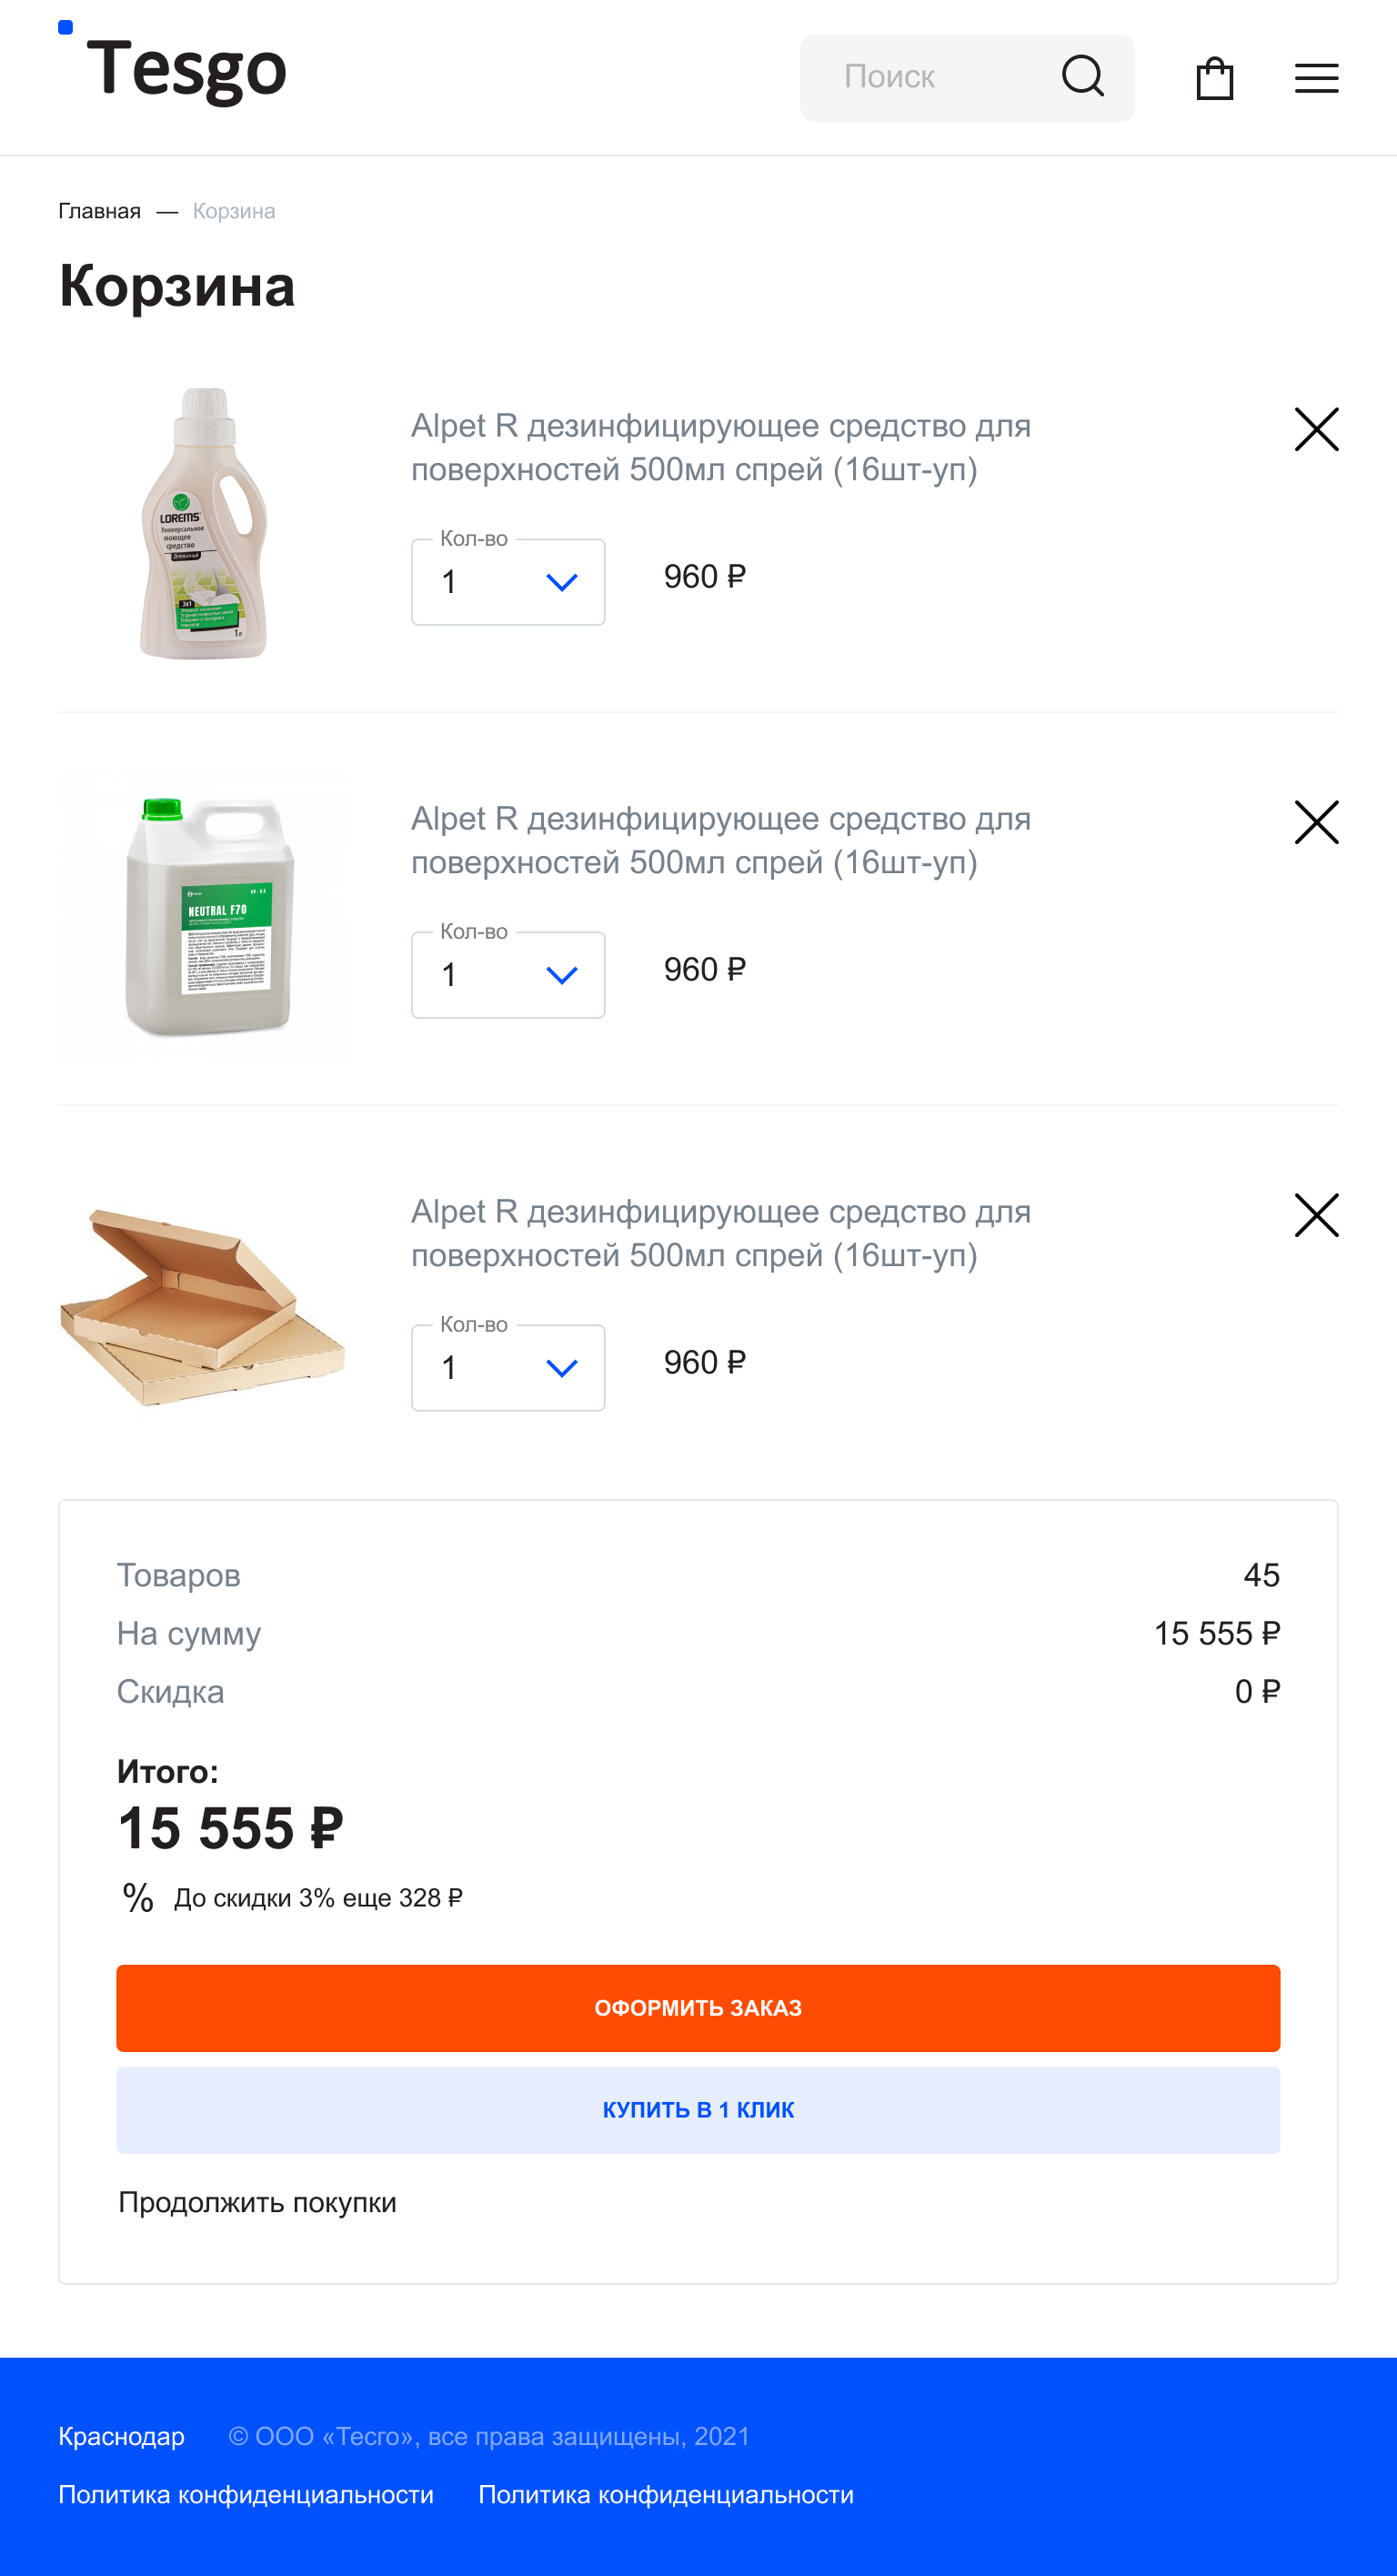 Tesgo
Поиск
Главная — Корзина
Корзина
Alpet R дезинфицирующее средство для
поверхностей 500мл спрей (16шт-уп)
LOREMS
Универсальное
моющее
средство
3в1
1л
Кол-во
1
960 ₽
Alpet R дезинфицирующее средство для
поверхностей 500мл спрей (16шт-уп)
NEUTRAL F70
Кол-во
1
960 ₽
Alpet R дезинфицирующее средство для
поверхностей 500мл спрей (16шт-уп)
Кол-во
1
960 ₽
Товаров 45
На сумму 15 555 ₽
Скидка 0 ₽
Итого:
15 555 ₽
% До скидки 3% еще 328 ₽
ОФОРМИТЬ ЗАКАЗ
КУПИТЬ В 1 КЛИК
Продолжить покупки
Краснодар © ООО «Тесго», все права защищены, 2021
Политика конфиденциальности Политика конфиденциальности